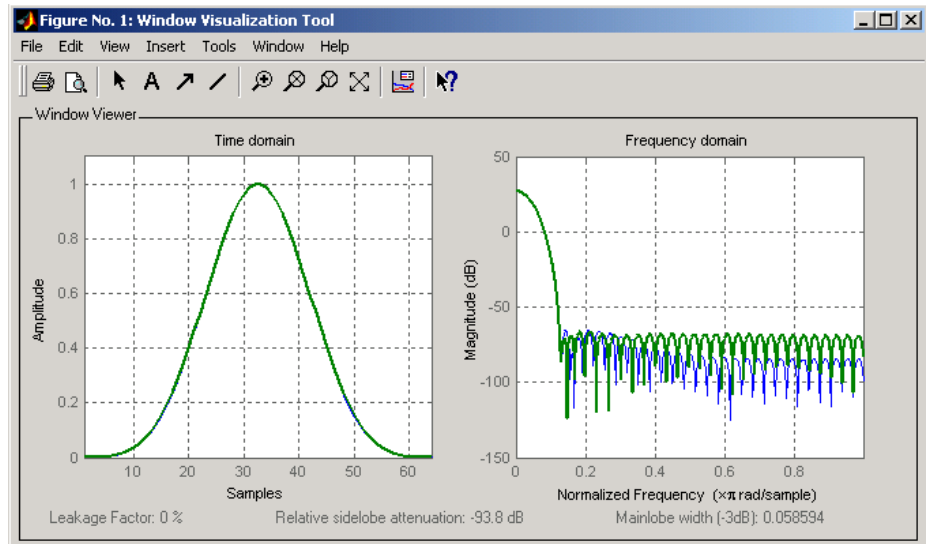 Figure No. 1: Window Visualization Tool
File Edit View Insert Tools Window Help
A
Window Viewer
Time domain
Frequency domain
1
0.8
0.6
0.4
0.2
0
Amplitude
10 20 30 40 50 60
Samples
50
0
-50
-100
-150
Magnitude (dB)
0 0.2 0.4 0.6 0.8
Normalized Frequency (×π rad/sample)
Leakage Factor: 0 % Relative sidelobe attenuation: -93.8 dB Mainlobe width (-3dB): 0.058594